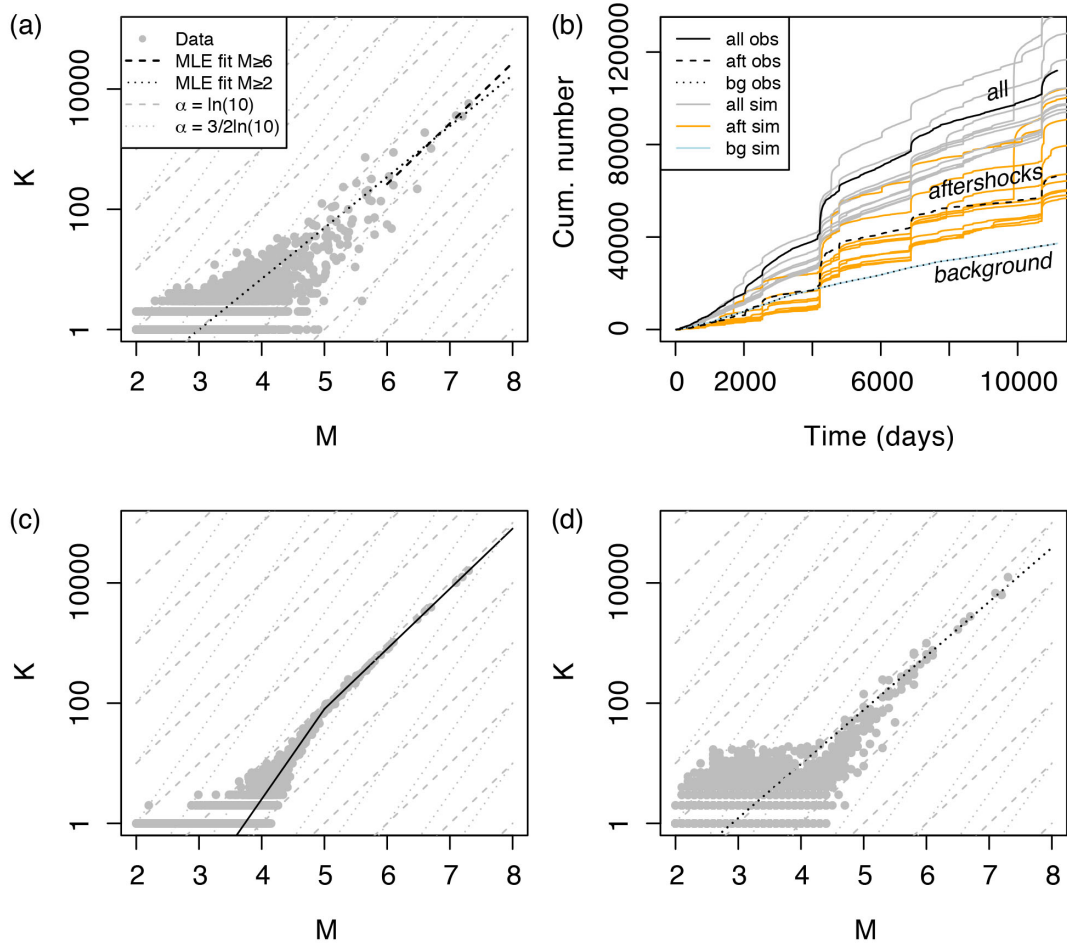 (a)
Data
MLE fit M≥6
MLE fit M≥2
α = ln(10)
α = 3/2ln(10)
K
1
100
10000
2 3 4 5 6 7 8
M
(b)
all obs
aft obs
bg obs
all sim
aft sim
bg sim
all
aftershocks
background
Cum. number
0
40000
80000
120000
0 2000 6000 10000
Time (days)
(c)
K
1
100
10000
2 3 4 5 6 7 8
M
(d)
K
1
100
10000
2 3 4 5 6 7 8
M